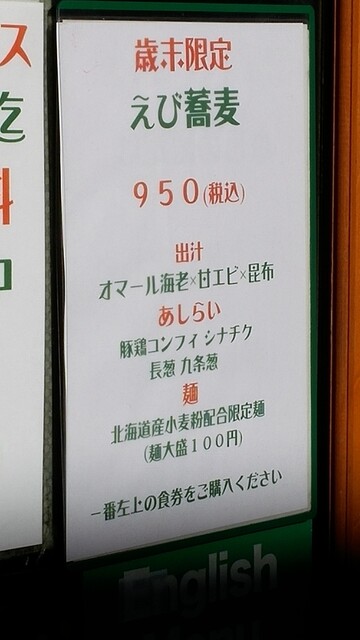 歳末限定
えび蕎麦
950(税込)
出汁
オマール海老×甘エビ×昆布
あしらい
豚鶏コンフィ シナチク
長葱 九条葱
麺
北海道産小麦粉配合限定麺
(麺大盛100円)
一番左上の食券をご購入ください
ス
迄
料
English